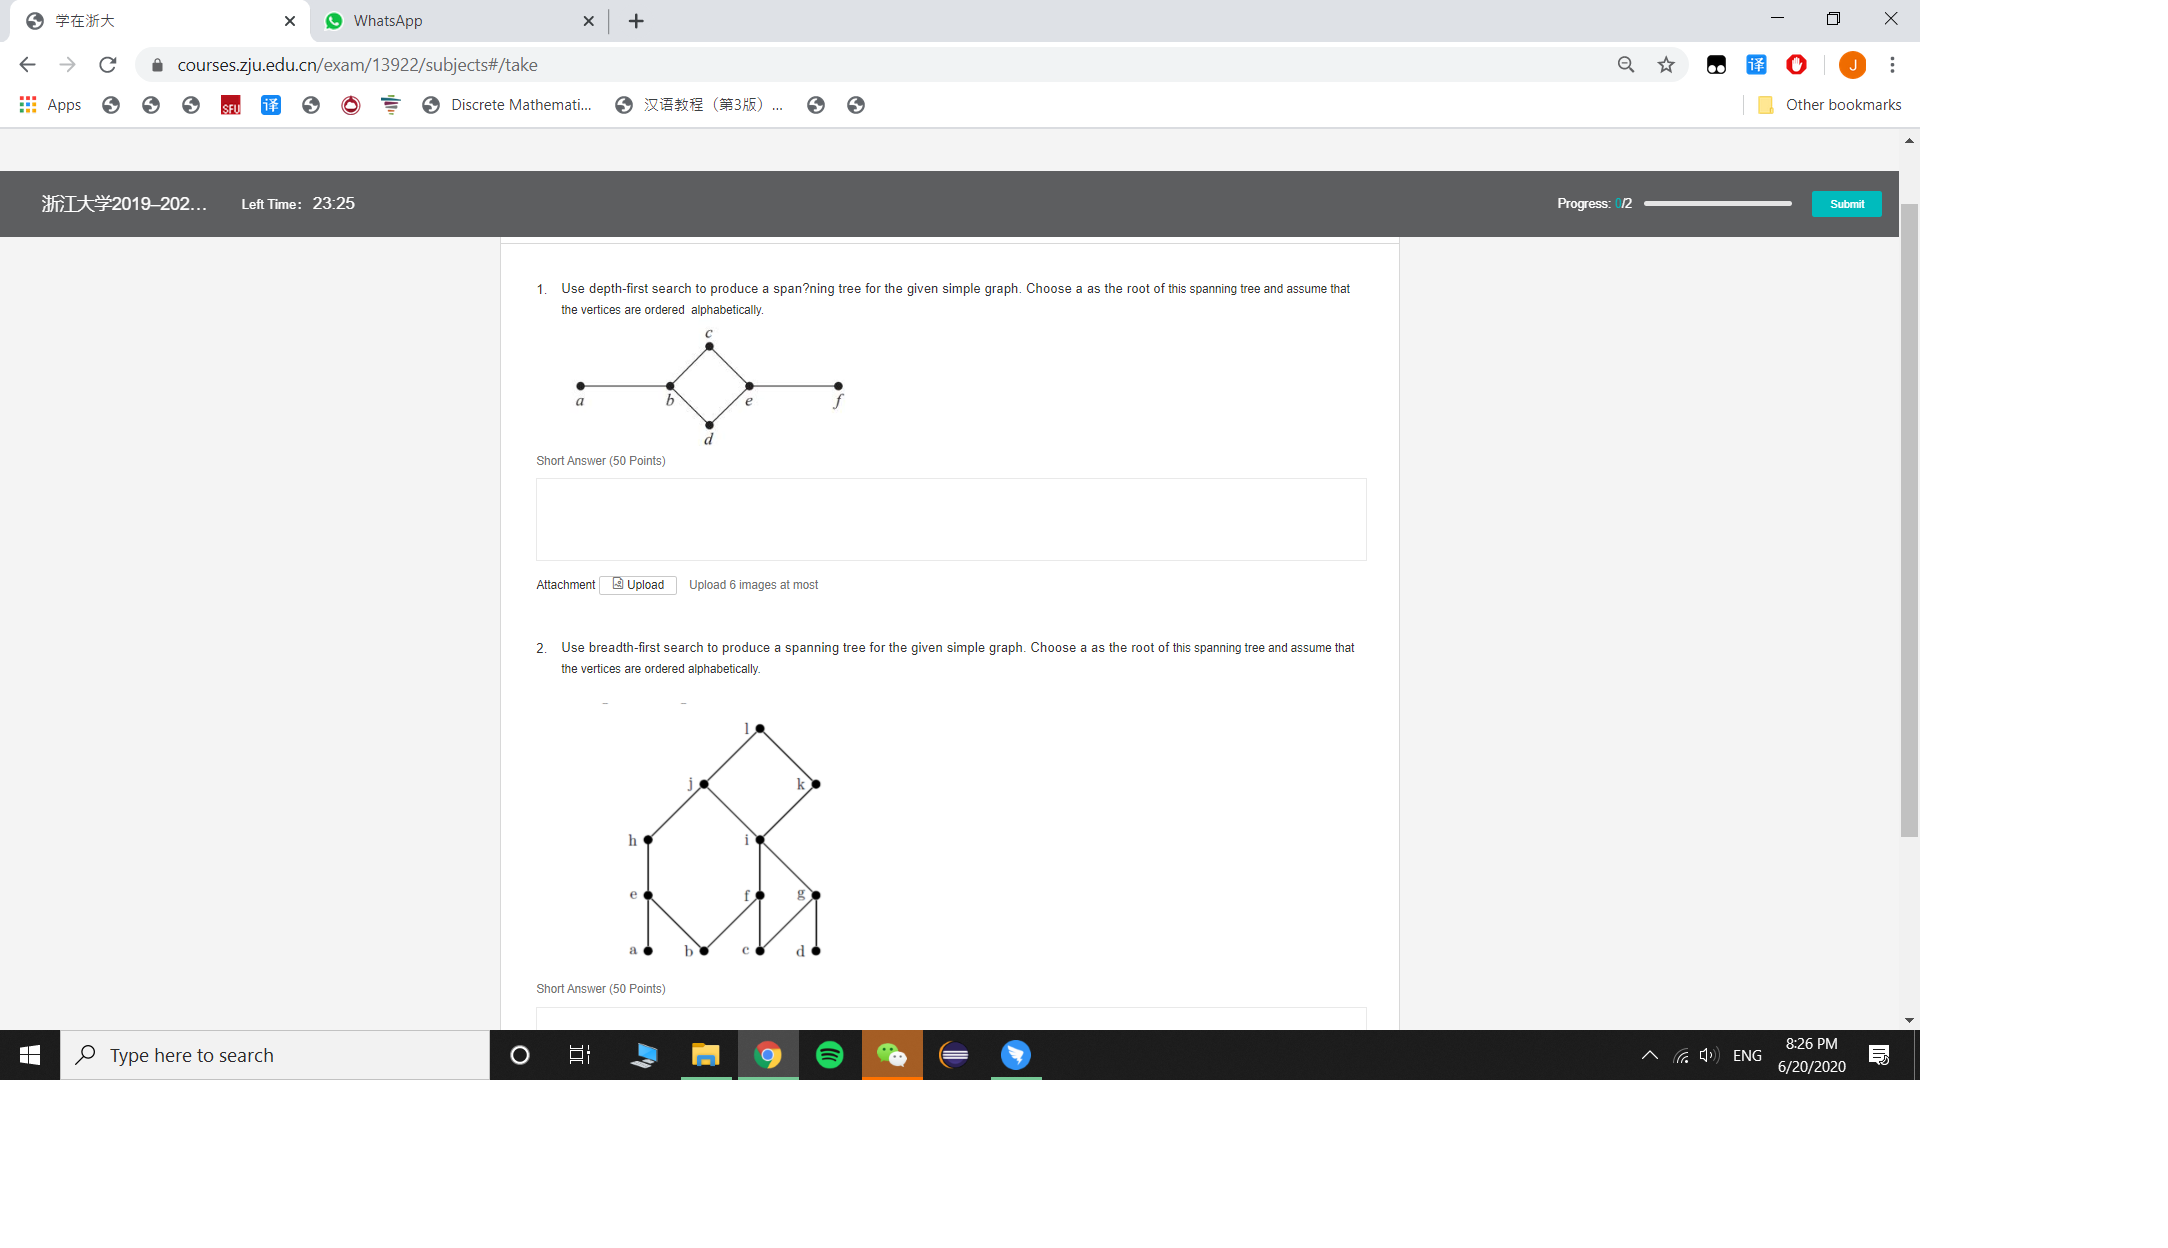 学在浙大
WhatsApp
courses.zju.edu.cn/exam/13922/subjects#/take
译
J
Apps
SFU
译
Discrete Mathemati...
汉语教程（第3版）...
Other bookmarks
浙江大学2019–202...
Left Time: 23:25
Progress: 0/2
Submit
1. Use depth-first search to produce a span?ning tree for the given simple graph. Choose a as the root of this spanning tree and assume that
the vertices are ordered alphabetically.
c
a
b
e
f
d
Short Answer (50 Points)
Attachment
Upload
Upload 6 images at most
2. Use breadth-first search to produce a spanning tree for the given simple graph. Choose a as the root of this spanning tree and assume that
the vertices are ordered alphabetically.
l
j
k
h
i
e
f
g
a
b
c
d
Short Answer (50 Points)
Type here to search
ENG
8:26 PM
6/20/2020